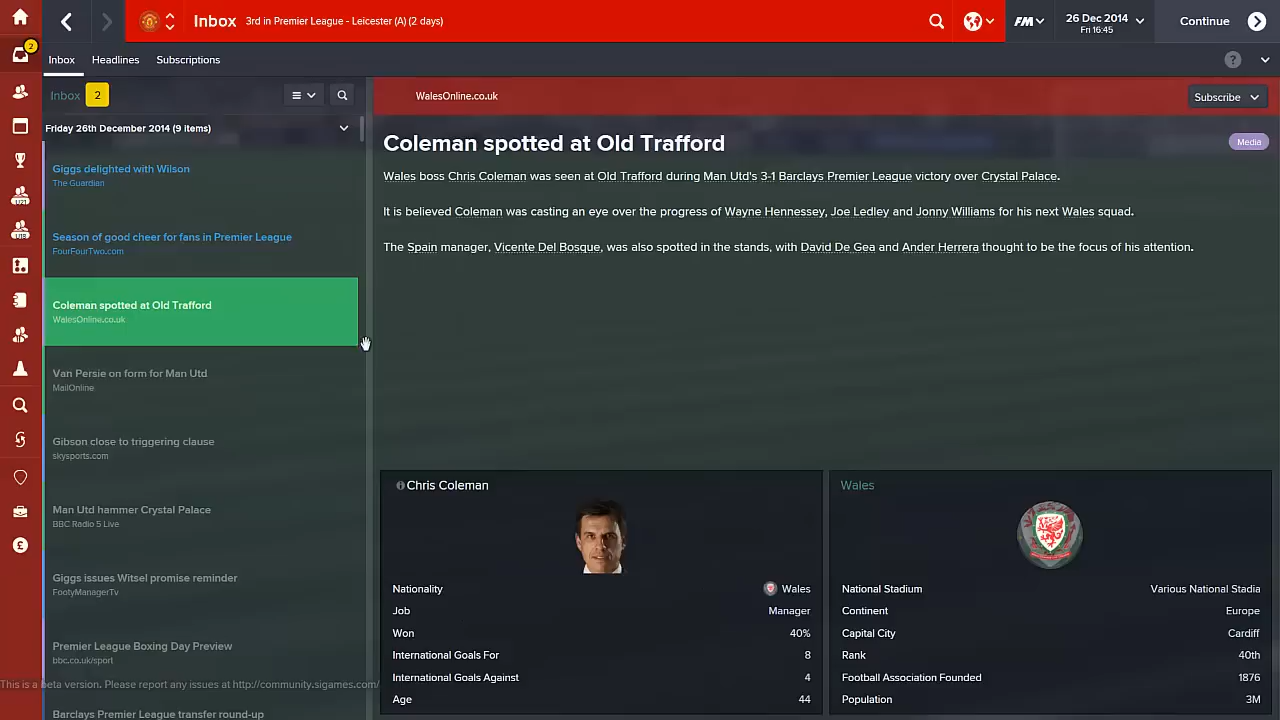 2
Inbox
3rd in Premier League - Leicester (A) (2 days)
FM
26 Dec 2014
Fri 16:45
Continue
Inbox
Headlines
Subscriptions
?
U21
U18
Inbox
2
Friday 26th December 2014 (9 items)
Giggs delighted with Wilson
The Guardian
Season of good cheer for fans in Premier League
FourFourTwo.com
Coleman spotted at Old Trafford
WalesOnline.co.uk
Van Persie on form for Man Utd
MailOnline
Gibson close to triggering clause
skysports.com
Man Utd hammer Crystal Palace
BBC Radio 5 Live
Giggs issues Witsel promise reminder
FootyManagerTv
Premier League Boxing Day Preview
bbc.co.uk/sport
This is a beta version. Please report any issues at http://community.sigames.com/
Barclays Premier League transfer round-up
WalesOnline.co.uk
Subscribe
Coleman spotted at Old Trafford
Media
Wales boss Chris Coleman was seen at Old Trafford during Man Utd's 3-1 Barclays Premier League victory over Crystal Palace.
It is believed Coleman was casting an eye over the progress of Wayne Hennessey, Joe Ledley and Jonny Williams for his next Wales squad.
The Spain manager, Vicente Del Bosque, was also spotted in the stands, with David De Gea and Ander Herrera thought to be the focus of his attention.
Chris Coleman
Nationality Wales
Job Manager
Won 40%
International Goals For 8
International Goals Against 4
Age 44
Wales
National Stadium Various National Stadia
Continent Europe
Capital City Cardiff
Rank 40th
Football Association Founded 1876
Population 3M